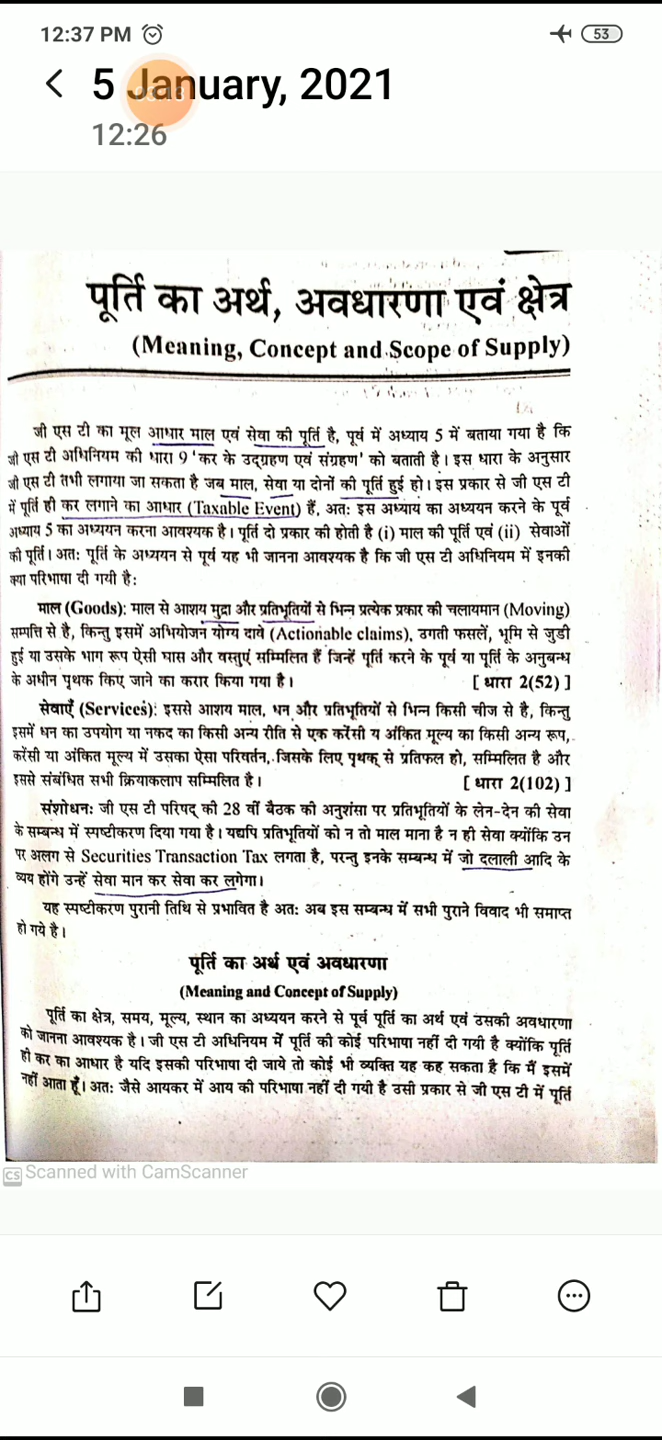 12:37 PM
53
5 January, 2021
03:13
12:26
पूर्ति का अर्थ, अवधारणा एवं क्षेत्र
(Meaning, Concept and Scope of Supply)
जी एस टी का मूल आधार माल एवं सेवा की पूर्ति है, पूर्व में अध्याय 5 में बताया गया है कि
जी एस टी अधिनियम की धारा 9 'कर के उद्ग्रहण एवं संग्रहण' को बताती है। इस धारा के अनुसार
जी एस टी तभी लगाया जा सकता है जब माल, सेवा या दोनों की पूर्ति हुई हो। इस प्रकार से जी एस टी
में पूर्ति ही कर लगाने का आधार (Taxable Event) हैं, अतः इस अध्याय का अध्ययन करने के पूर्व
अध्याय 5 का अध्ययन करना आवश्यक है। पूर्ति दो प्रकार की होती है (i) माल की पूर्ति एवं (ii) सेवाओं
की पूर्ति। अतः पूर्ति के अध्ययन से पूर्व यह भी जानना आवश्यक है कि जी एस टी अधिनियम में इनकी
क्या परिभाषा दी गयी है:
माल (Goods): माल से आशय मुद्रा और प्रतिभूतियों से भिन्न प्रत्येक प्रकार की चलायमान (Moving)
सम्पत्ति से है, किन्तु इसमें अभियोजन योग्य दावे (Actionable claims), उगती फसलें, भूमि से जुडी
हुई या उसके भाग रूप ऐसी घास और वस्तुएं सम्मिलित हैं जिन्हें पूर्ति करने के पूर्व या पूर्ति के अनुबन्ध
के अधीन पृथक किए जाने का करार किया गया है। [ धारा 2(52) ]
सेवाएँ (Services): इससे आशय माल, धन और प्रतिभूतियों से भिन्न किसी चीज से है, किन्तु
इसमें धन का उपयोग या नकद का किसी अन्य रीति से एक करेंसी य अंकित मूल्य का किसी अन्य रूप,
करेंसी या अंकित मूल्य में उसका ऐसा परिवर्तन, जिसके लिए पृथक् से प्रतिफल हो, सम्मिलित है और
इससे संबंधित सभी क्रियाकलाप सम्मिलित है। [ धारा 2(102) ]
संशोधन: जी एस टी परिषद् की 28 वीं बैठक की अनुशंसा पर प्रतिभूतियों के लेन-देन की सेवा
के सम्बन्ध में स्पष्टीकरण दिया गया है। यद्यपि प्रतिभूतियों को न तो माल माना है न ही सेवा क्योंकि उन
पर अलग से Securities Transaction Tax लगता है, परन्तु इनके सम्बन्ध में जो दलाली आदि के
व्यय होंगे उन्हें सेवा मान कर सेवा कर लगेगा।
यह स्पष्टीकरण पुरानी तिथि से प्रभावित है अतः अब इस सम्बन्ध में सभी पुराने विवाद भी समाप्त
हो गये है।
पूर्ति का अर्थ एवं अवधारणा
(Meaning and Concept of Supply)
पूर्ति का क्षेत्र, समय, मूल्य, स्थान का अध्ययन करने से पूर्व पूर्ति का अर्थ एवं उसकी अवधारणा
को जानना आवश्यक है। जी एस टी अधिनियम में पूर्ति की कोई परिभाषा नहीं दी गयी है क्योंकि पूर्ति
ही कर का आधार है यदि इसकी परिभाषा दी जाये तो कोई भी व्यक्ति यह कह सकता है कि मैं इसमें
नहीं आता हूँ। अतः जैसे आयकर में आय की परिभाषा नहीं दी गयी है उसी प्रकार से जी एस टी में पूर्ति
CS Scanned with CamScanner